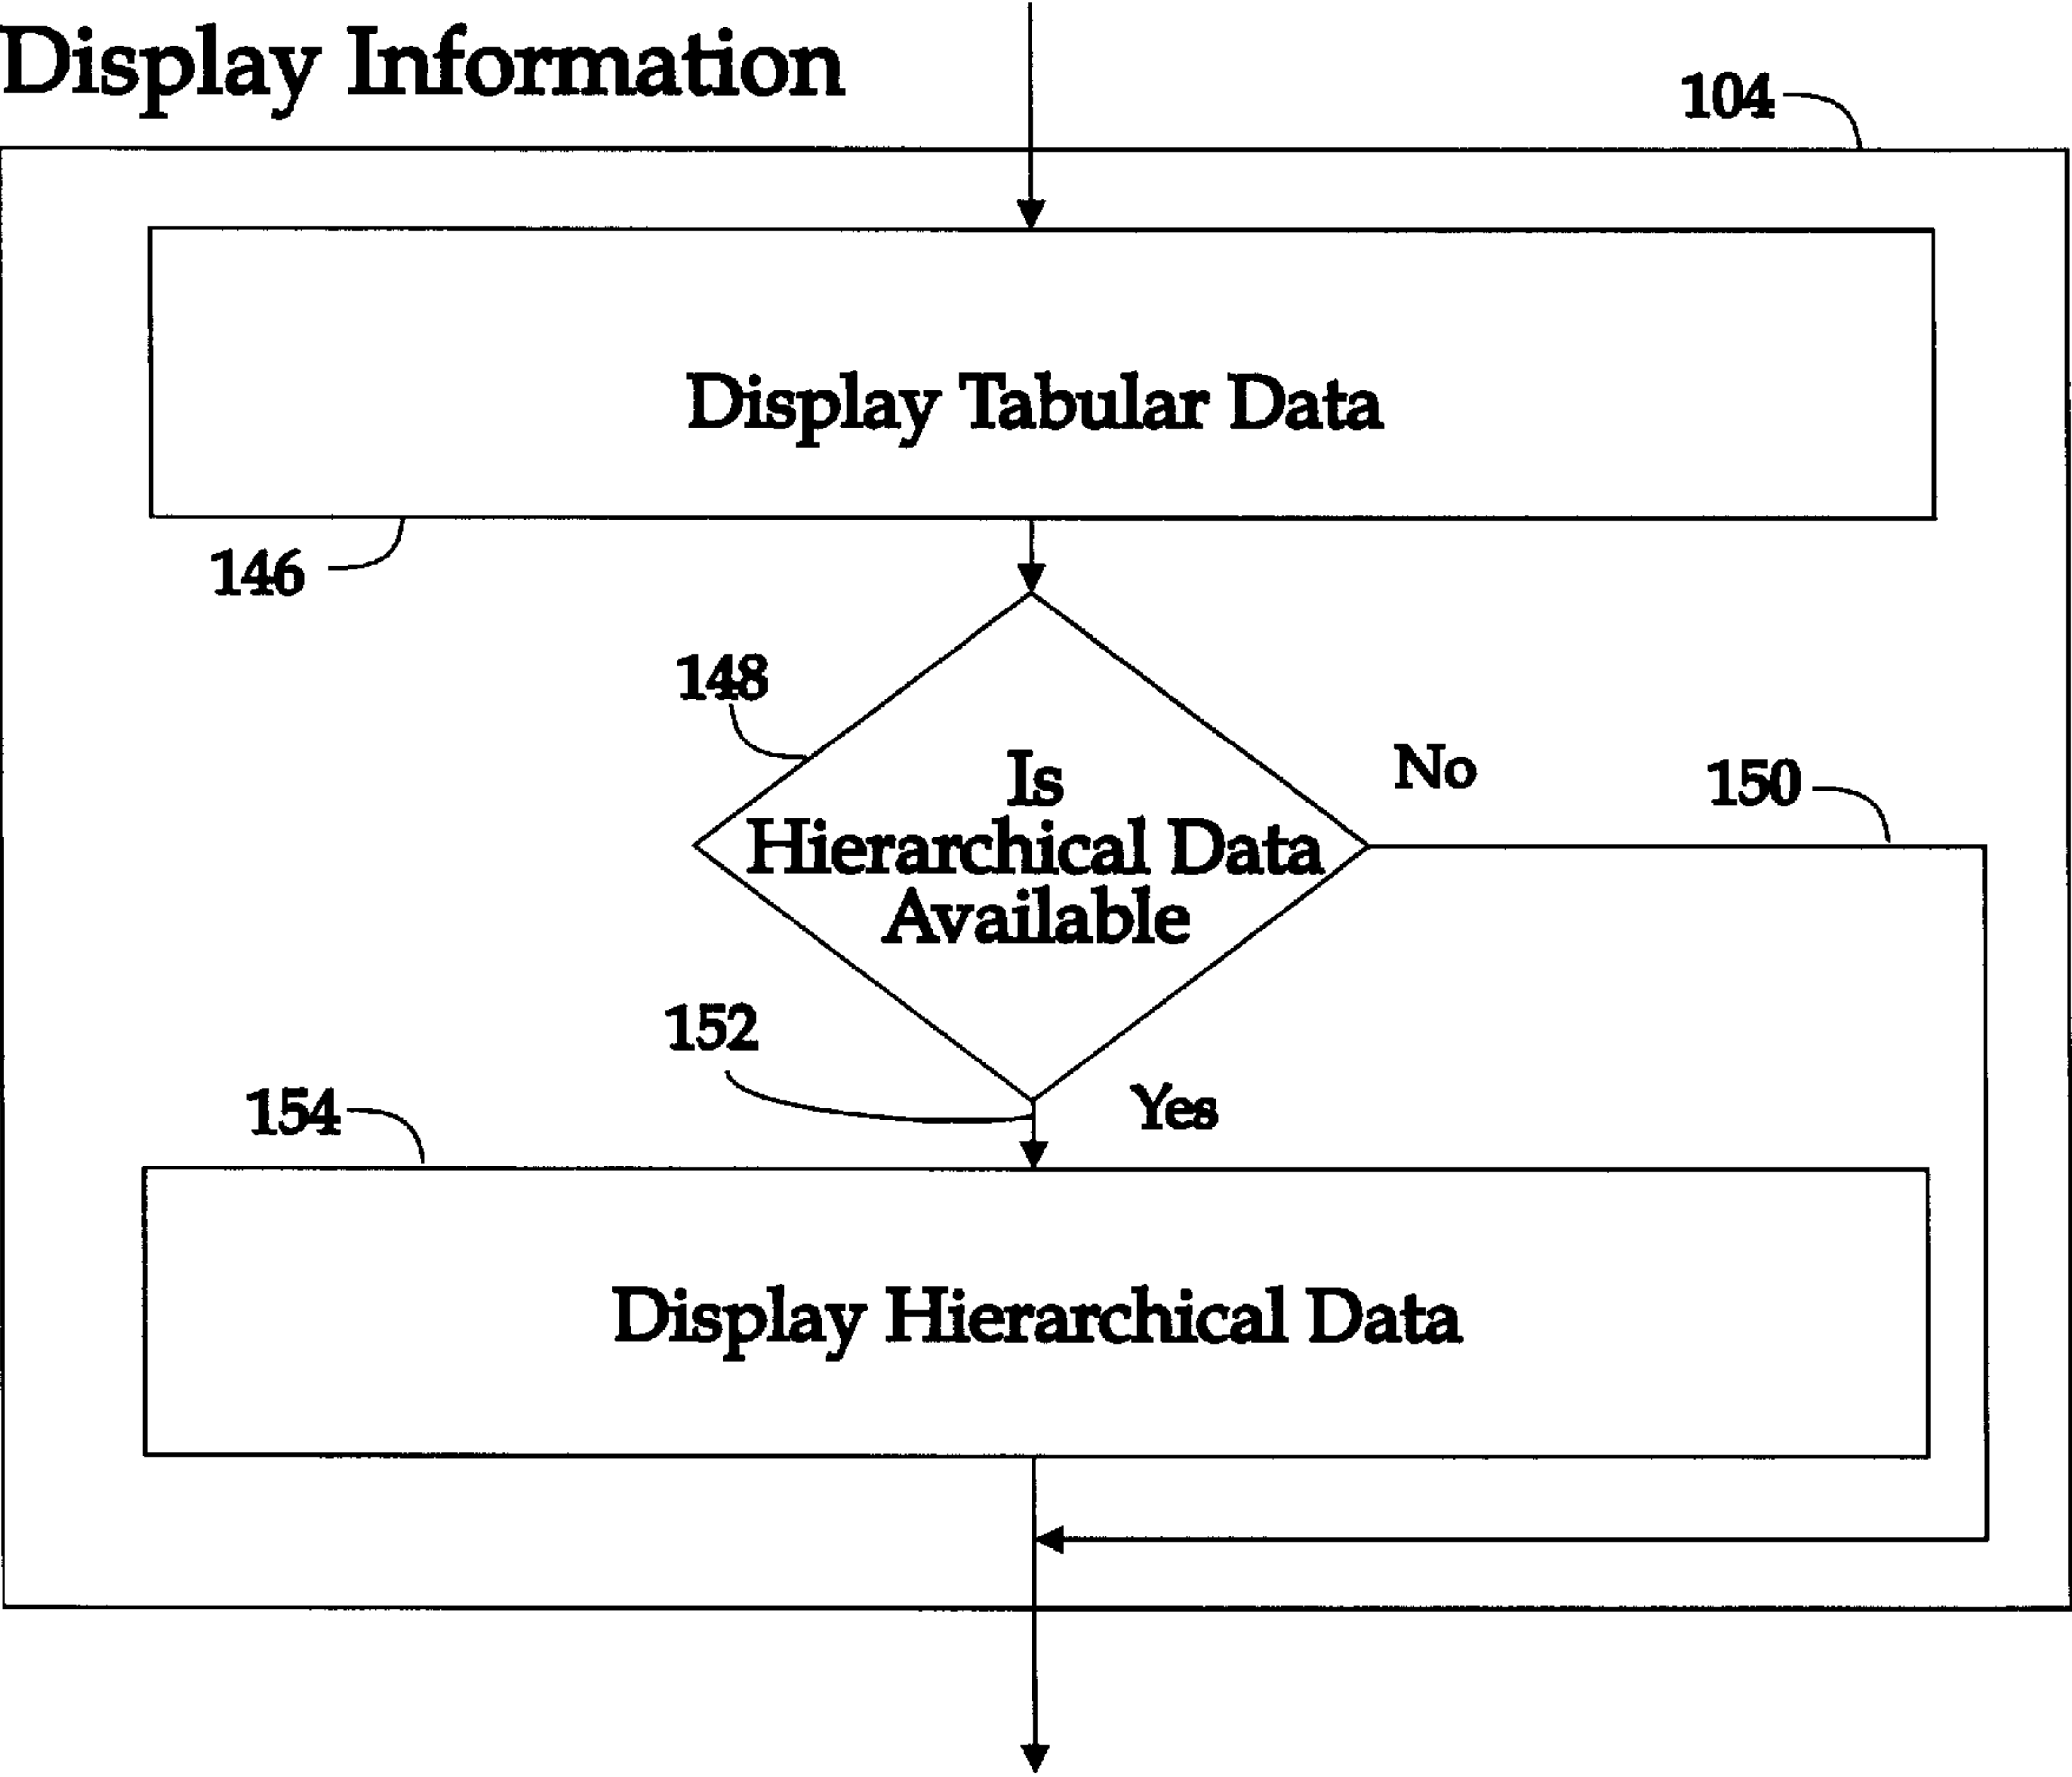 Display Information
104
Display Tabular Data
146
148
Is
Hierarchical Data
Available
No
150
152
Yes
154
Display Hierarchical Data